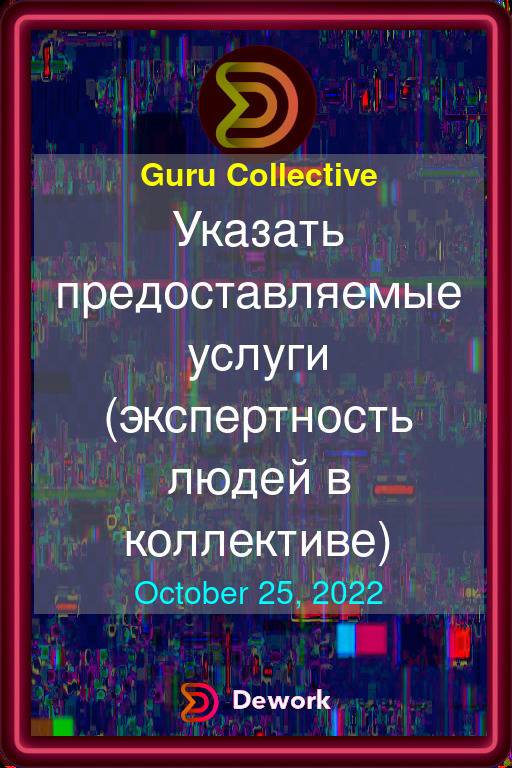 Guru Collective
Указать
предоставляемые
услуги
(экспертность
людей в
коллективе)
October 25, 2022
Dework